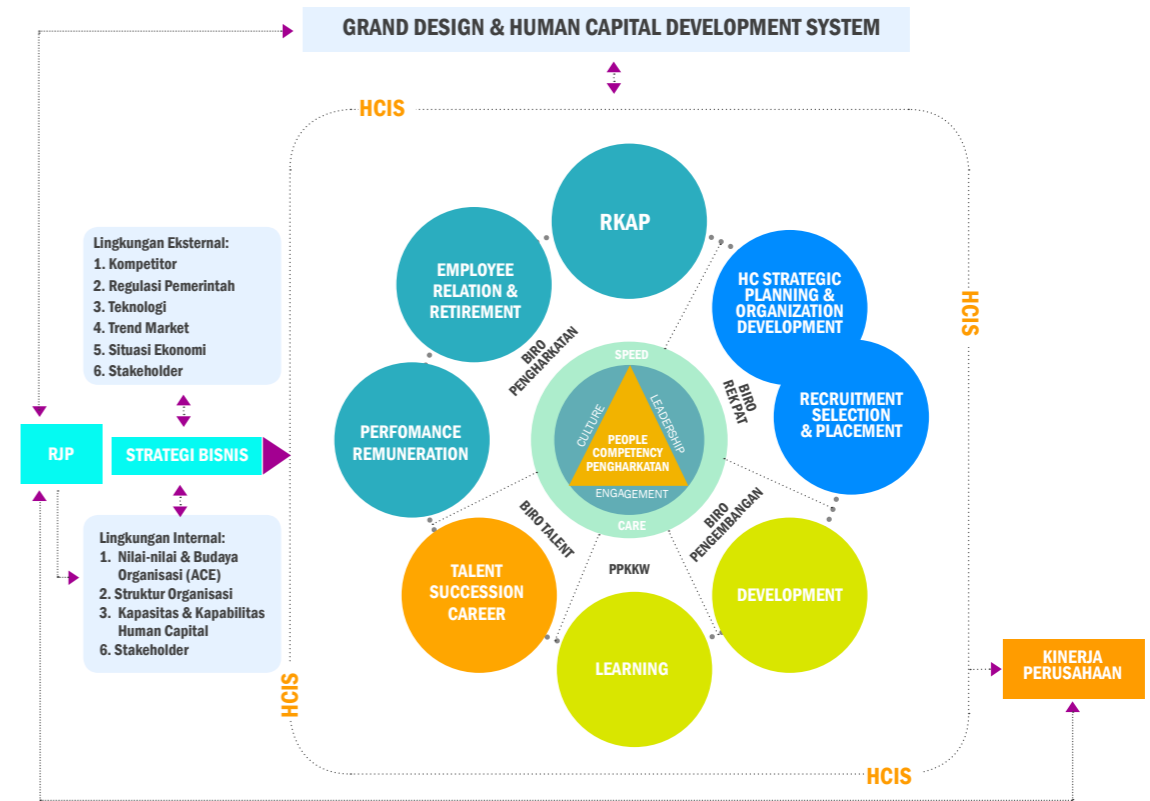 GRAND DESIGN & HUMAN CAPITAL DEVELOPMENT SYSTEM
HCIS
RKAP
EMPLOYEE
RELATION &
RETIREMENT
HC STRATEGIC
PLANNING &
ORGANIZATION
DEVELOPMENT
Lingkungan Eksternal:
1. Kompetitor
2. Regulasi Pemerintah
3. Teknologi
4. Trend Market
5. Situasi Ekonomi
6. Stakeholder
HCIS
BIRO
PENGHARKATAN
SPEED
BIRO
REK PAT
RECRUITMENT
SELECTION
& PLACEMENT
PERFOMANCE
REMUNERATION
CULTURE
LEADERSHIP
PEOPLE
COMPETENCY
PENGHARKATAN
ENGAGEMENT
CARE
RJP
STRATEGI BISNIS
Lingkungan Internal:
1. Nilai-nilai & Budaya
Organisasi (ACE)
2. Struktur Organisasi
3. Kapasitas & Kapabilitas
Human Capital
6. Stakeholder
BIRO TALENT
BIRO
PENGEMBANGAN
PPKKW
TALENT
SUCCESSION
CAREER
DEVELOPMENT
LEARNING
KINERJA
PERUSAHAAN
HCIS
HCIS